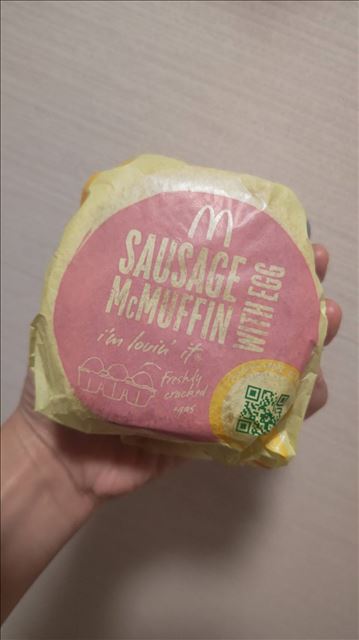 SAUSAGE
McMUFFIN
WITH EGG
i'm lovin' it
Freshly
cracked
eggs